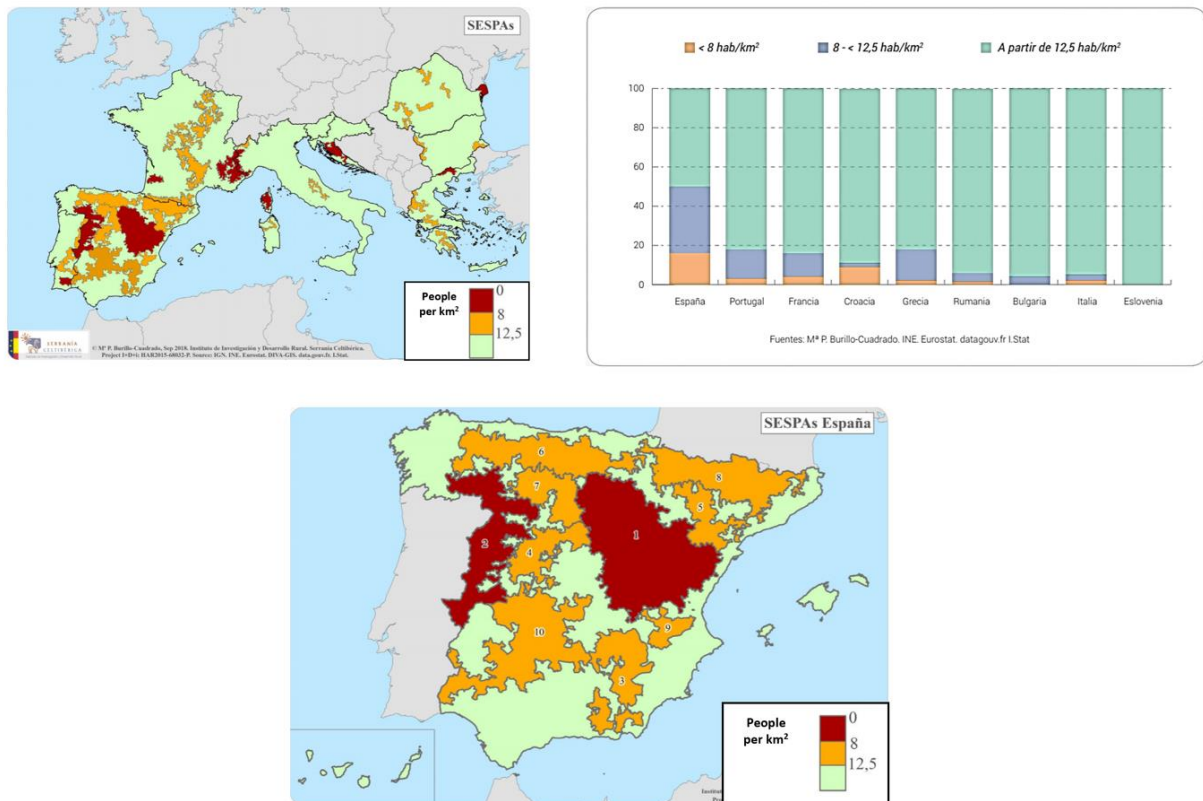 SESPAs
People
per km²
0
8
12,5
SERRANÍA
CELTIBÉRICA
© Mª P. Burillo-Cuadrado, Sep 2018. Instituto de Investigación y Desarrollo Rural. Serranía Celtibérica.
Project I+D+i: HAR2015-68032-P. Source: IGN. INE. Eurostat. DIVA-GIS. data.gouv.fr. I.Stat.
< 8 hab/km²
8 - < 12,5 hab/km²
A partir de 12,5 hab/km²
100
80
60
40
20
0
España
Portugal
Francia
Croacia
Grecia
Rumania
Bulgaria
Italia
Eslovenia
Fuentes: Mª P. Burillo-Cuadrado. INE. Eurostat. datagouv.fr I.Stat
SESPAs España
6
8
7
5
1
2
4
10
9
3
People
per km²
0
8
12,5